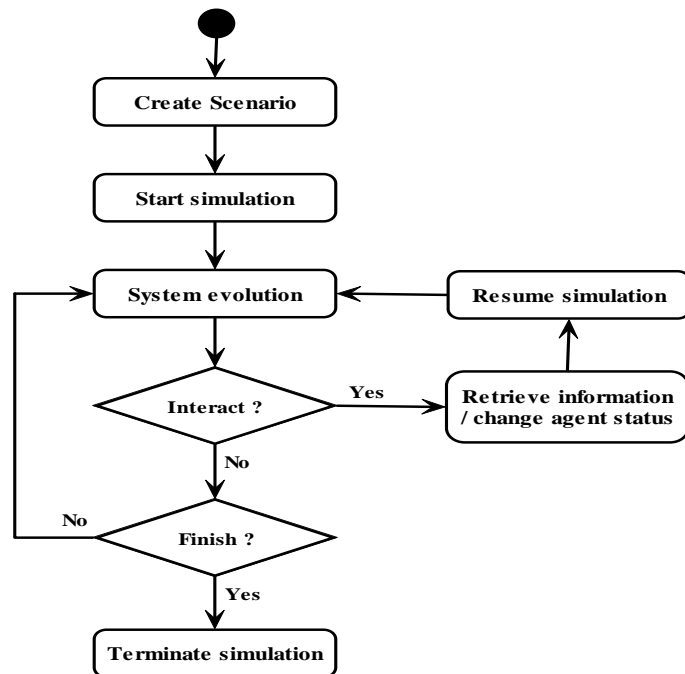 Create Scenario
Start simulation
System evolution
Resume simulation
Interact ?
Yes
Retrieve information
/ change agent status
No
No
Finish ?
Yes
Terminate simulation